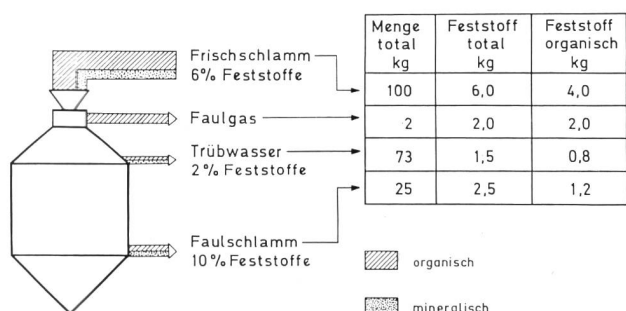 Frischschlamm
6% Feststoffe
Faulgas
Trübwasser
2% Feststoffe
Faulschlamm
10% Feststoffe
Menge total kg | Feststoff total kg | Feststoff organisch kg
100 | 6,0 | 4,0
2 | 2,0 | 2,0
73 | 1,5 | 0,8
25 | 2,5 | 1,2
organisch
mineralisch